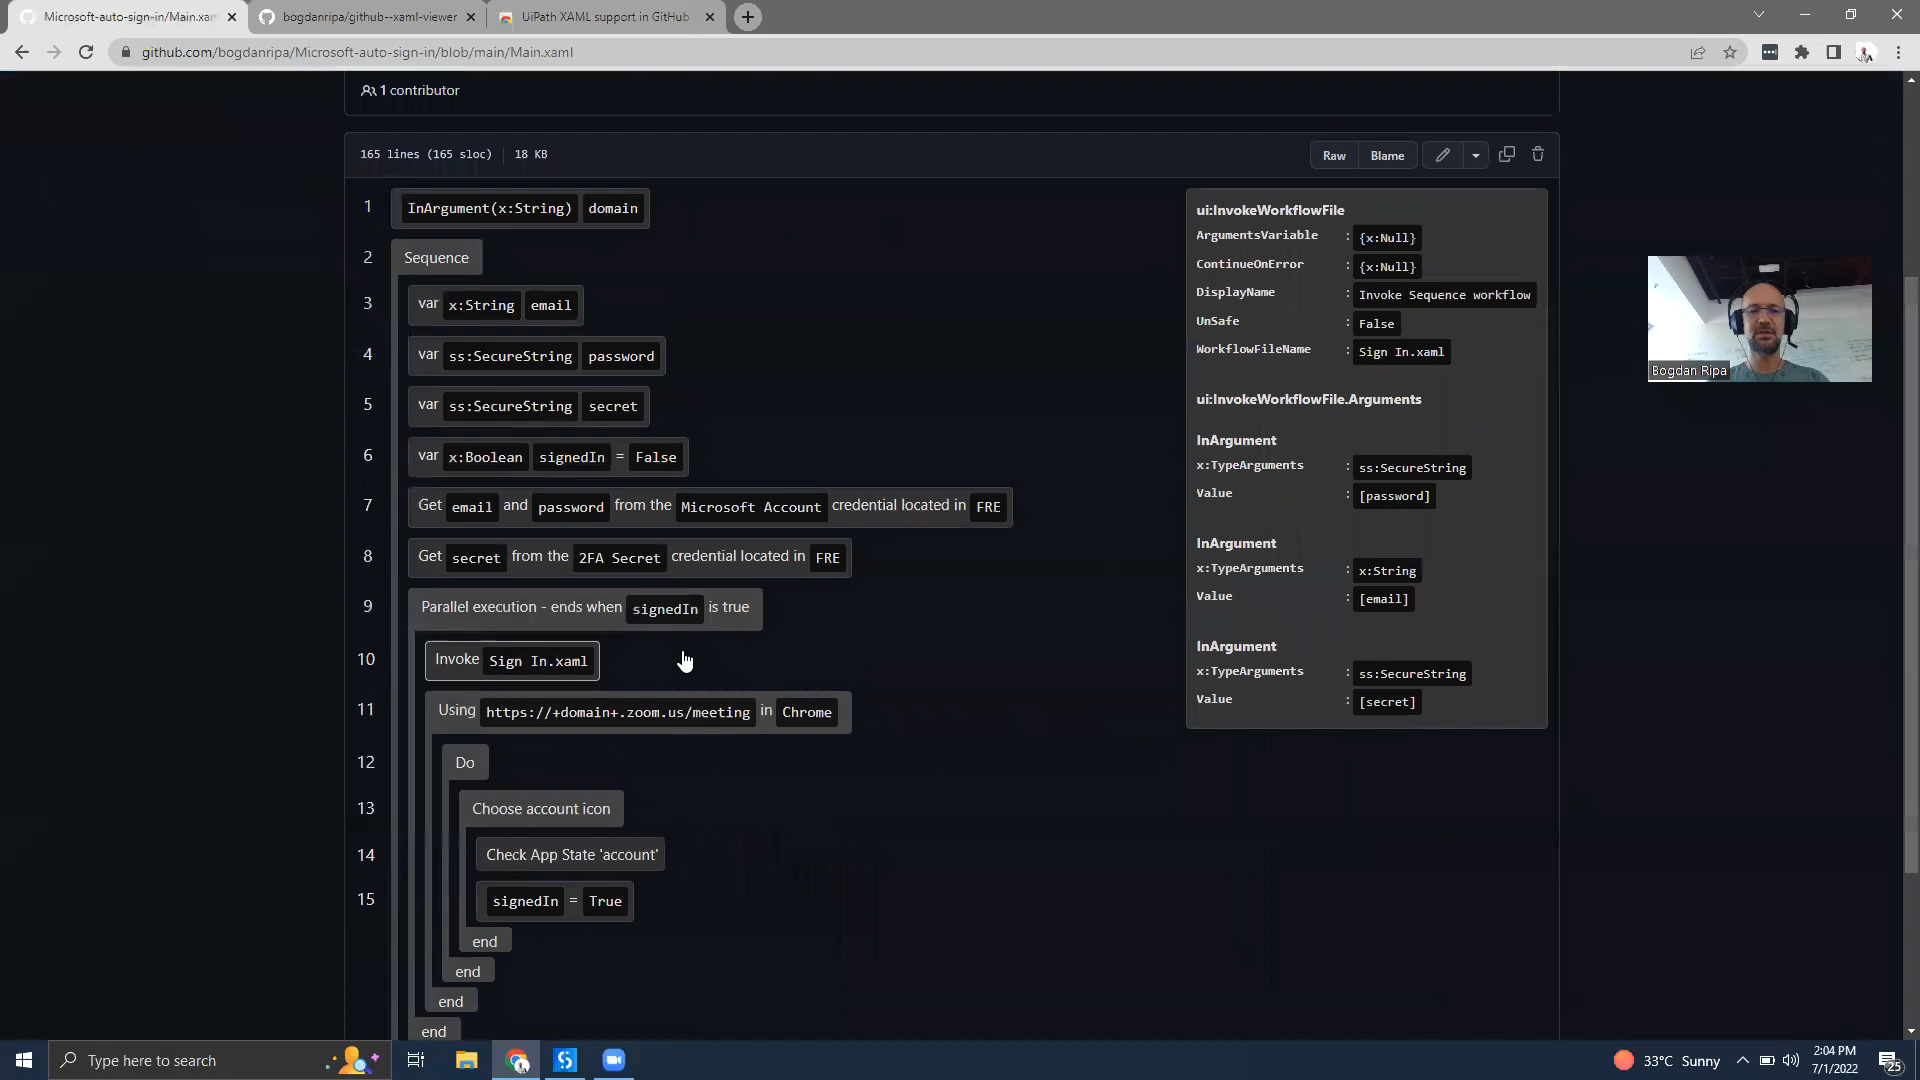 Microsoft-auto-sign-in/Main.xam
bogdanripa/github--xaml-viewer
UiPath XAML support in GitHub
github.com/bogdanripa/Microsoft-auto-sign-in/blob/main/Main.xaml
1 contributor
165 lines (165 sloc) 18 KB
Raw Blame
1 InArgument(x:String) domain
2 Sequence
3 var x:String email
4 var ss:SecureString password
5 var ss:SecureString secret
6 var x:Boolean signedIn = False
7 Get email and password from the Microsoft Account credential located in FRE
8 Get secret from the 2FA Secret credential located in FRE
9 Parallel execution - ends when signedIn is true
10 Invoke Sign In.xaml
11 Using https://+domain+.zoom.us/meeting in Chrome
12 Do
13 Choose account icon
14 Check App State 'account'
15 signedIn = True
end
end
end
end
ui:InvokeWorkflowFile
ArgumentsVariable : {x:Null}
ContinueOnError : {x:Null}
DisplayName : Invoke Sequence workflow
UnSafe : False
WorkflowFileName : Sign In.xaml
ui:InvokeWorkflowFile.Arguments
InArgument
x:TypeArguments : ss:SecureString
Value : [password]
InArgument
x:TypeArguments : x:String
Value : [email]
InArgument
x:TypeArguments : ss:SecureString
Value : [secret]
Bogdan Ripa
Type here to search
33°C Sunny
2:04 PM
7/1/2022
25